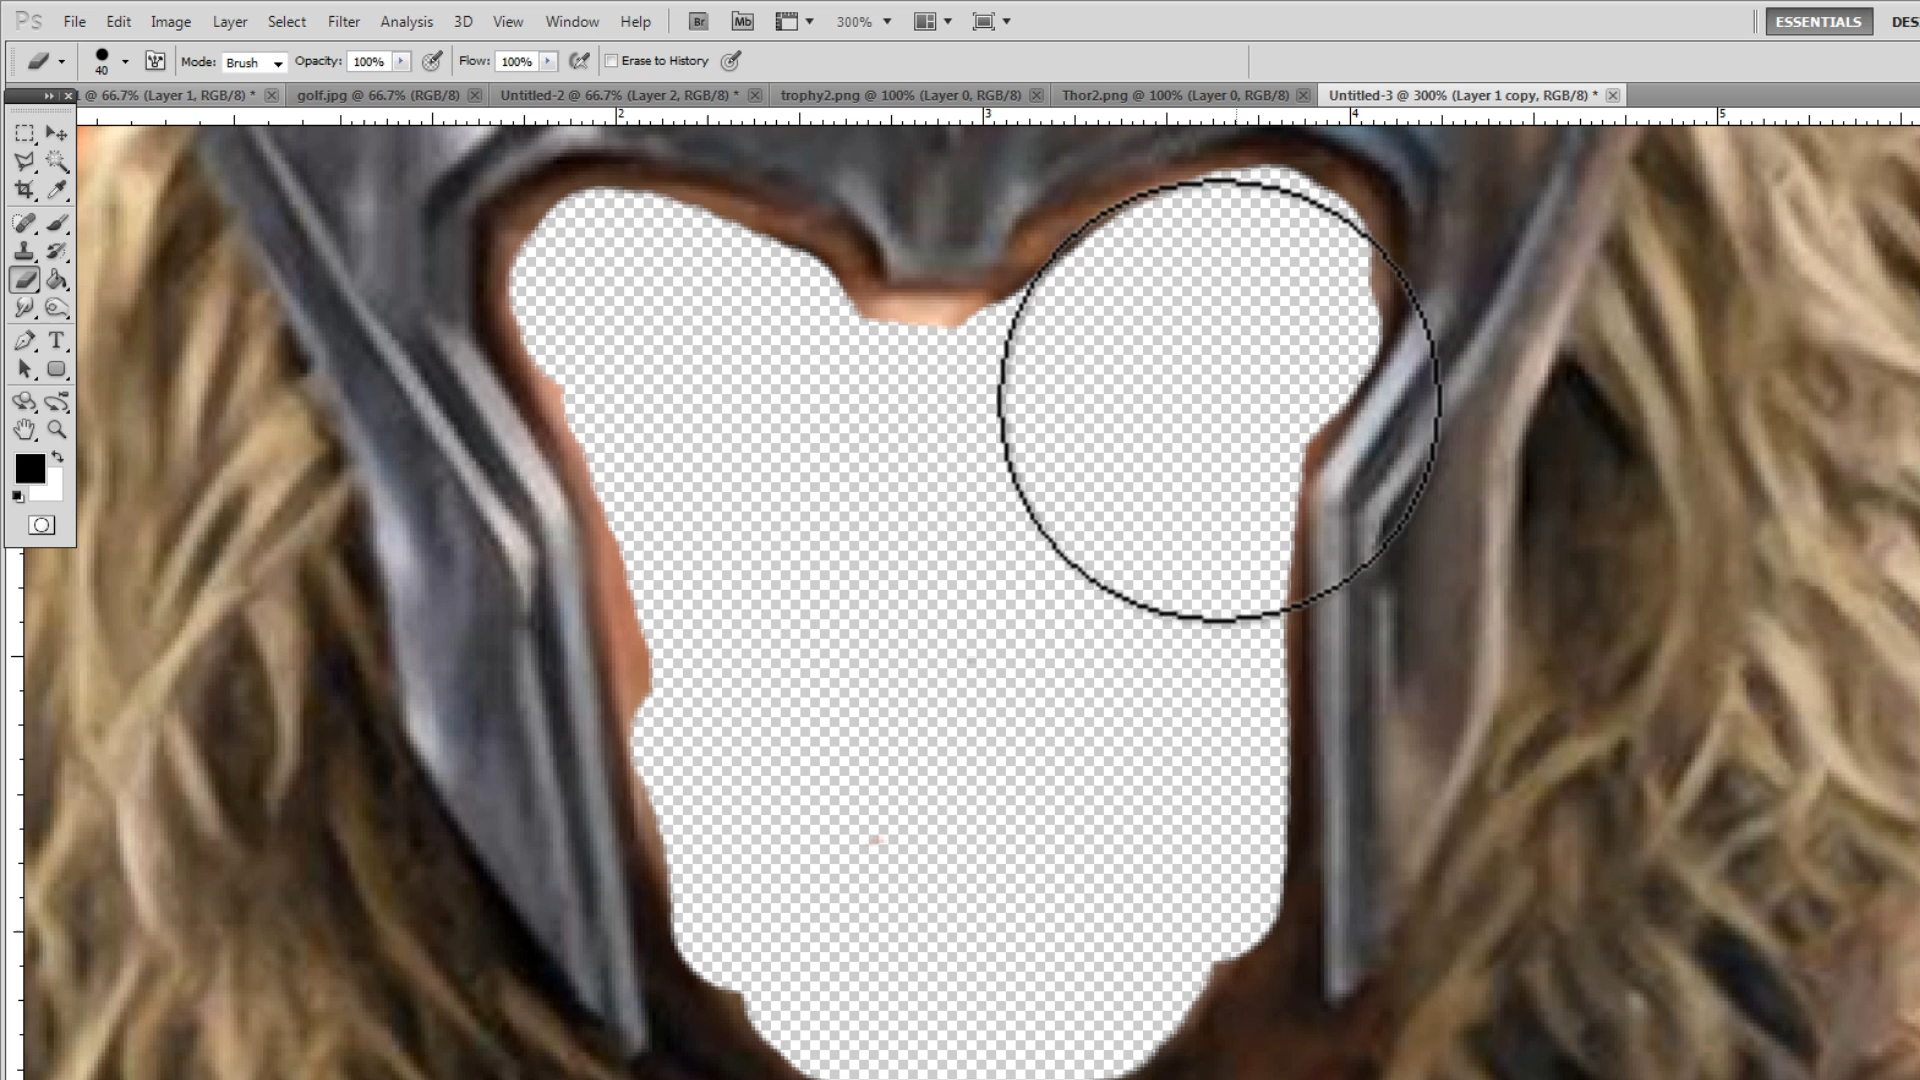 Ps File Edit Image Layer Select Filter Analysis 3D View Window Help Br Mb 300% ESSENTIALS DES
40 Mode: Brush Opacity: 100% Flow: 100% Erase to History
1 @ 66.7% (Layer 1, RGB/8) * golf.jpg @ 66.7% (RGB/8) Untitled-2 @ 66.7% (Layer 2, RGB/8) * trophy2.png @ 100% (Layer 0, RGB/8) Thor2.png @ 100% (Layer 0, RGB/8) Untitled-3 @ 300% (Layer 1 copy, RGB/8) *
2 3 4 5
T